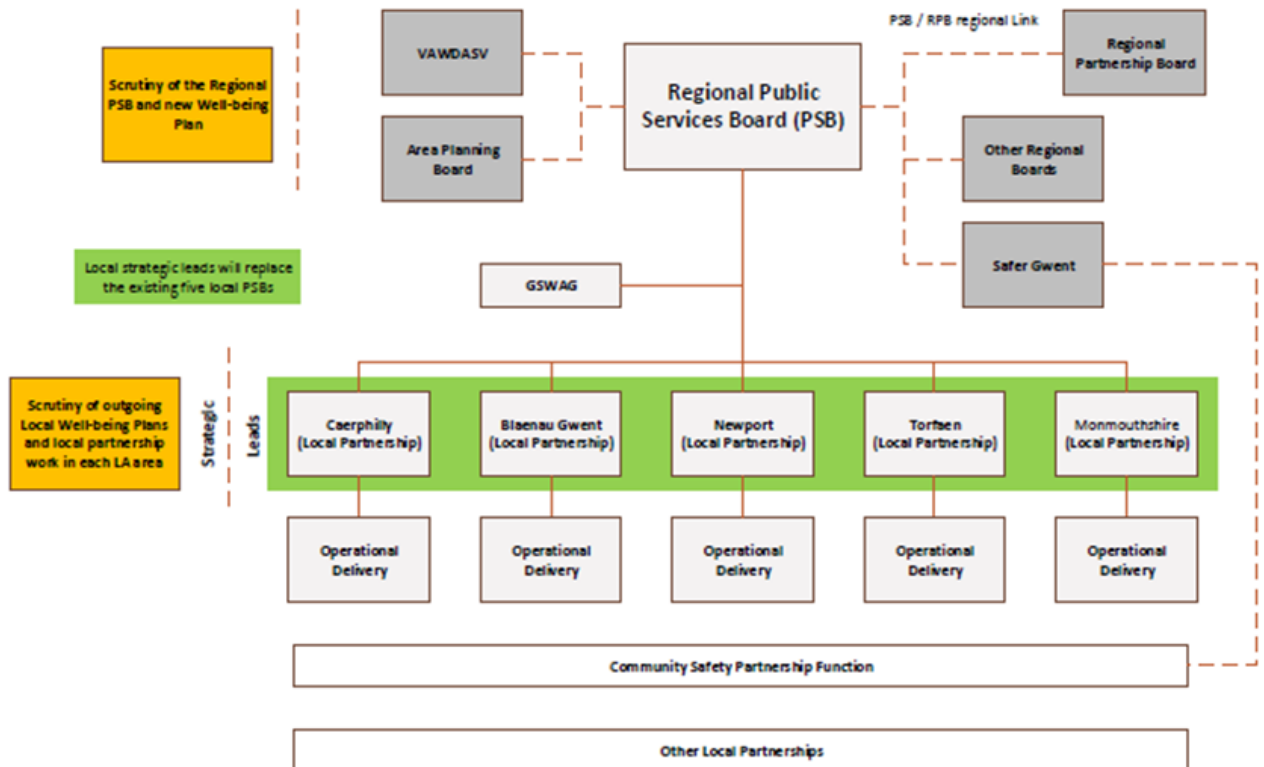 PSB / RPB regional Link
VAWDASV
Regional
Partnership Board
Scrutiny of the Regional
PSB and new Well-being
Plan
Regional Public
Services Board (PSB)
Area Planning
Board
Other Regional
Boards
Safer Gwent
Local strategic leads will replace
the existing five local PSBs
GSWAG
Scrutiny of outgoing
Local Well-being Plans
and local partnership
work in each LA area
Strategic
Leads
Caerphilly
(Local Partnership)
Blaenau Gwent
(Local Partnership)
Newport
(Local Partnership)
Torfaen
(Local Partnership)
Monmouthshire
(Local Partnership)
Operational
Delivery
Operational
Delivery
Operational
Delivery
Operational
Delivery
Operational
Delivery
Community Safety Partnership Function
Other Local Partnerships